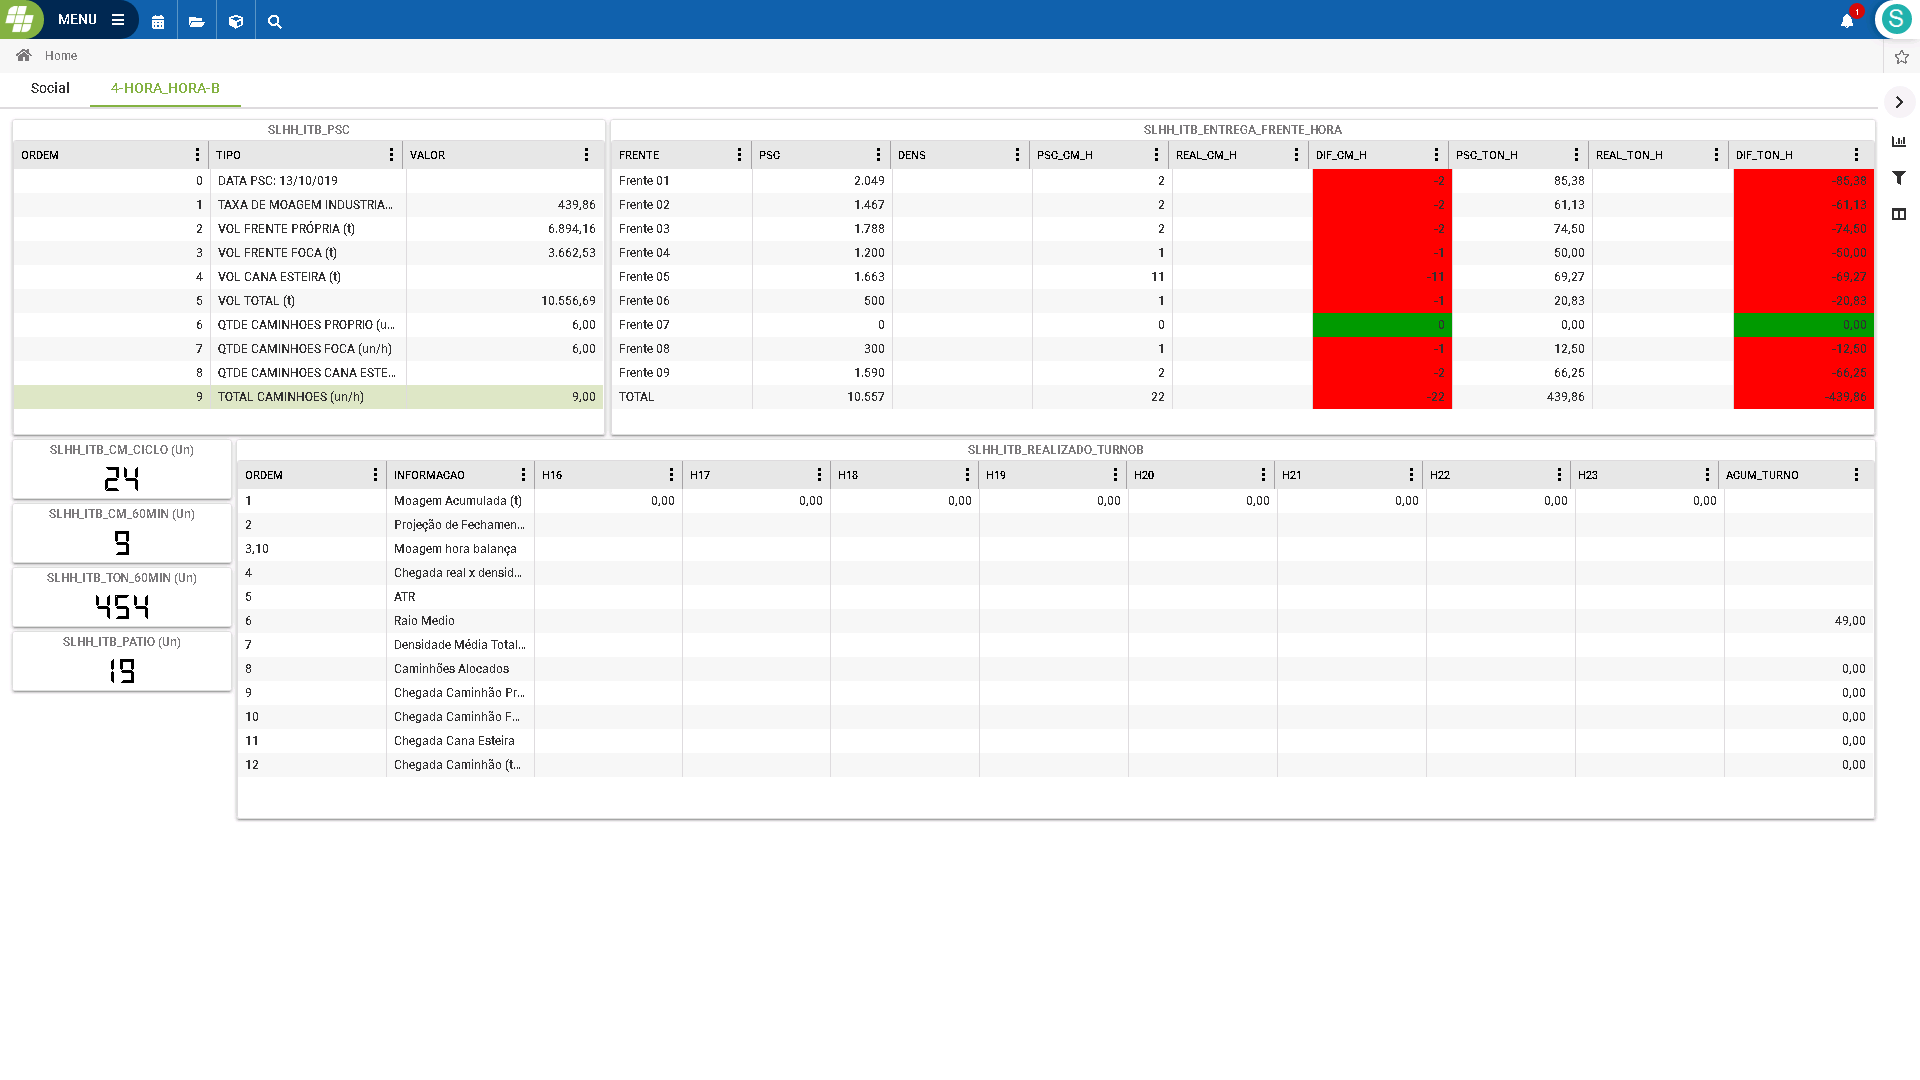 MENU
1
S
Home
Social 4-HORA_HORA-B
SLHH_ITB_PSC
ORDEM TIPO VALOR
0 DATA PSC: 13/10/019
1 TAXA DE MOAGEM INDUSTRIA... 439,86
2 VOL FRENTE PRÓPRIA (t) 6.894,16
3 VOL FRENTE FOCA (t) 3.662,53
4 VOL CANA ESTEIRA (t)
5 VOL TOTAL (t) 10.556,69
6 QTDE CAMINHOES PROPRIO (u... 6,00
7 QTDE CAMINHOES FOCA (un/h) 6,00
8 QTDE CAMINHOES CANA ESTE...
9 TOTAL CAMINHOES (un/h) 9,00
SLHH_ITB_ENTREGA_FRENTE_HORA
FRENTE PSC DENS PSC_CM_H REAL_CM_H DIF_CM_H PSC_TON_H REAL_TON_H DIF_TON_H
Frente 01 2.049 2 -2 85,38 -85,38
Frente 02 1.467 2 -2 61,13 -61,13
Frente 03 1.788 2 -2 74,50 -74,50
Frente 04 1.200 1 -1 50,00 -50,00
Frente 05 1.663 11 -11 69,27 -69,27
Frente 06 500 1 -1 20,83 -20,83
Frente 07 0 0 0 0,00 0,00
Frente 08 300 1 -1 12,50 -12,50
Frente 09 1.590 2 -2 66,25 -66,25
TOTAL 10.557 22 -22 439,86 -439,86
SLHH_ITB_CM_CICLO (Un)
24
SLHH_ITB_CM_60MIN (Un)
9
SLHH_ITB_TON_60MIN (Un)
454
SLHH_ITB_PATIO (Un)
19
SLHH_ITB_REALIZADO_TURNOB
ORDEM INFORMACAO H16 H17 H18 H19 H20 H21 H22 H23 ACUM_TURNO
1 Moagem Acumulada (t) 0,00 0,00 0,00 0,00 0,00 0,00 0,00 0,00
2 Projeção de Fechamen...
3,10 Moagem hora balança
4 Chegada real x densid...
5 ATR
6 Raio Medio 49,00
7 Densidade Média Total...
8 Caminhões Alocados 0,00
9 Chegada Caminhão Pr... 0,00
10 Chegada Caminhão F... 0,00
11 Chegada Cana Esteira 0,00
12 Chegada Caminhão (t... 0,00